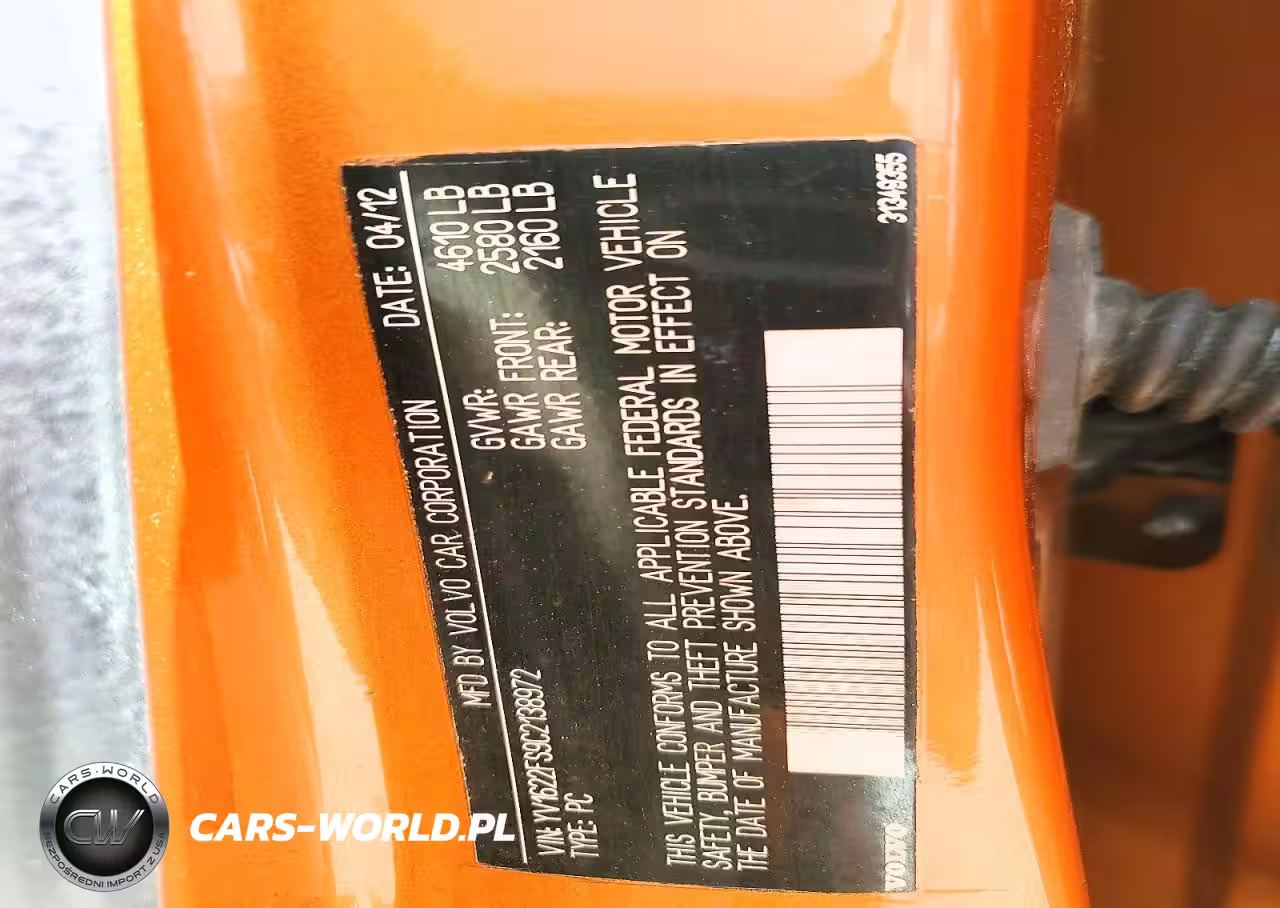 MFD BY VOLVO CAR CORPORATION DATE: 04/12
VIN: YV1622FS9C2138972
TYPE: PC
GVWR: 4610 LB
GAWR FRONT: 2580 LB
GAWR REAR: 2160 LB
THIS VEHICLE CONFORMS TO ALL APPLICABLE FEDERAL MOTOR VEHICLE
SAFETY, BUMPER AND THEFT PREVENTION STANDARDS IN EFFECT ON
THE DATE OF MANUFACTURE SHOWN ABOVE.
VOLVO 31349355
CARS-WORLD
CW
BEZPOŚREDNI IMPORT Z USA
CARS-WORLD.PL